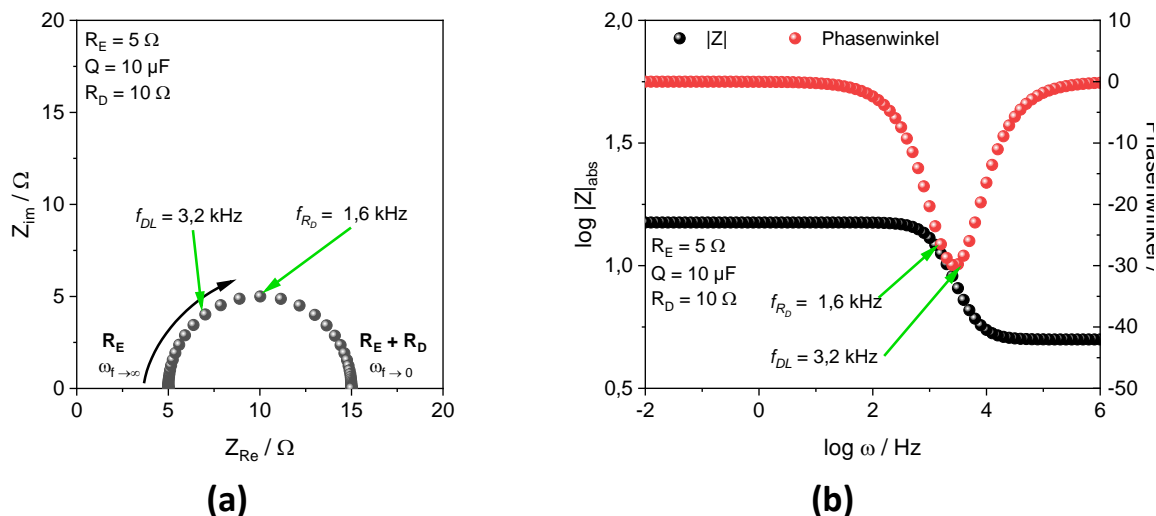 20
15
10
5
0
R_E = 5 Ω
Q = 10 µF
R_D = 10 Ω
f_DL = 3,2 kHz
f_R_D = 1,6 kHz
R_E
ω_f→∞
R_E + R_D
ω_f→0
0 5 10 15 20
Z_im / Ω
Z_Re / Ω
(a)
2,0
1,5
1,0
0,5
|Z| Phasenwinkel
10
0
-10
-20
-30
-40
-50
R_E = 5 Ω
Q = 10 µF
R_D = 10 Ω
f_R_D = 1,6 kHz
f_DL = 3,2 kHz
-2 0 2 4 6
log |Z|_abs
Phasenwinkel /
log ω / Hz
(b)